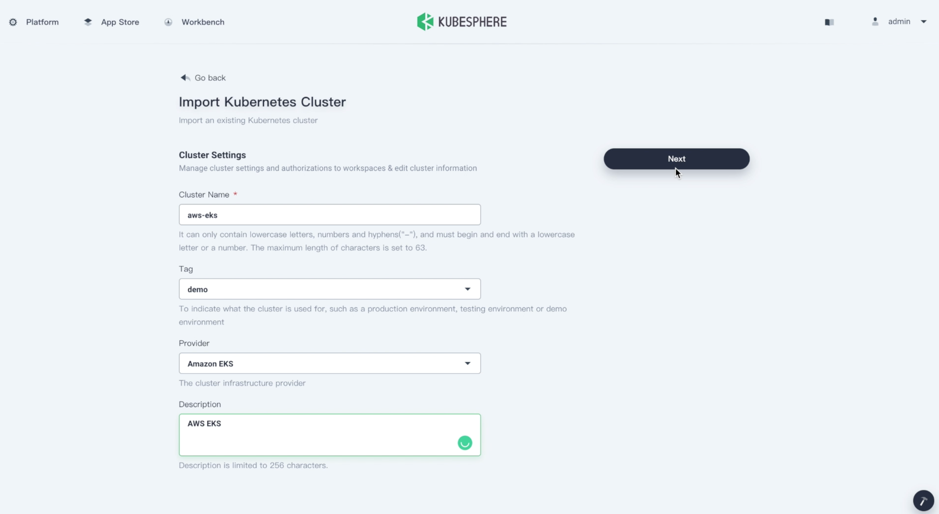 Platform
App Store
Workbench
KUBESPHERE
admin
Go back
Import Kubernetes Cluster
Import an existing Kubernetes cluster
Cluster Settings
Manage cluster settings and authorizations to workspaces & edit cluster information
Next
Cluster Name *
aws-eks
It can only contain lowercase letters, numbers and hyphens("-"), and must begin and end with a lowercase
letter or a number. The maximum length of characters is set to 63.
Tag
demo
To indicate what the cluster is used for, such as a production environment, testing environment or demo
environment
Provider
Amazon EKS
The cluster infrastructure provider
Description
AWS EKS
Description is limited to 256 characters.